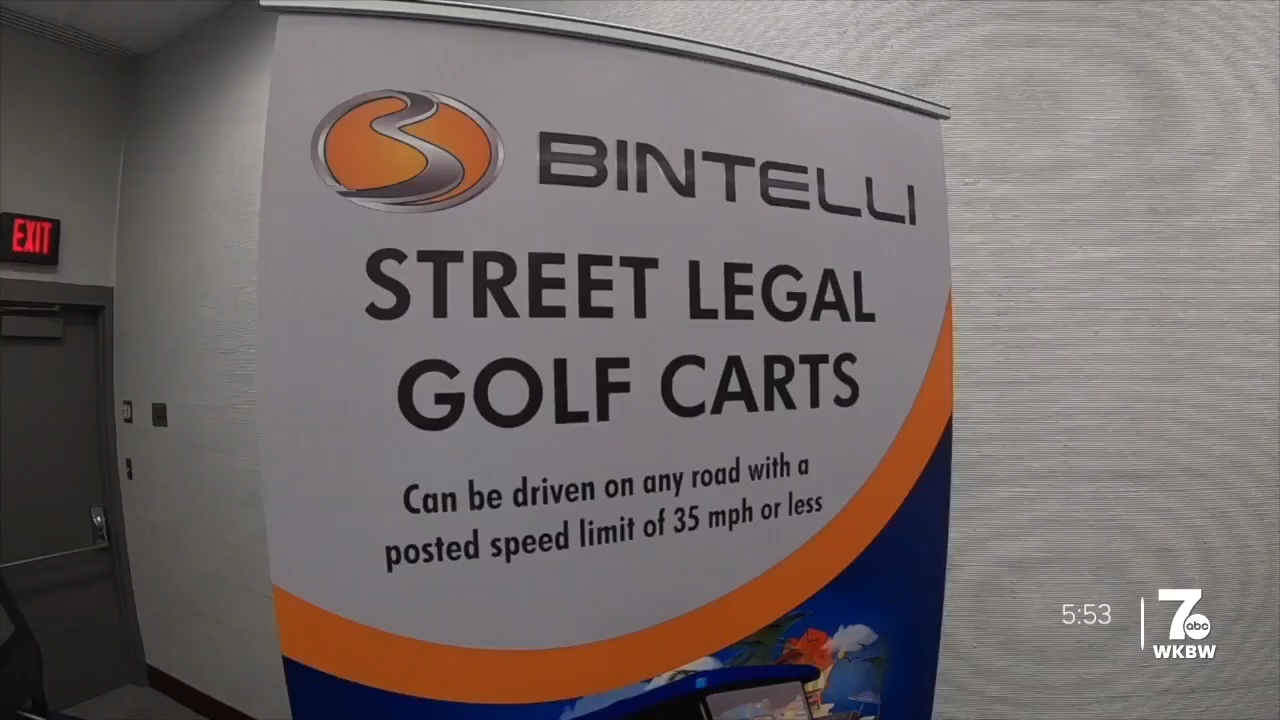 BINTELLI
STREET LEGAL
GOLF CARTS
Can be driven on any road with a
posted speed limit of 35 mph or less
EXIT
5:53
7
abc
WKBW